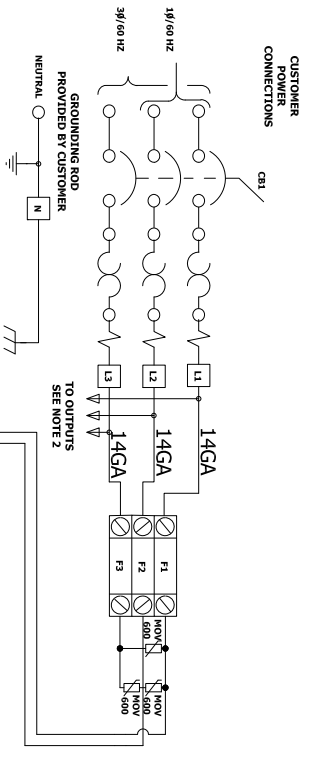 CUSTOMER
POWER
CONNECTIONS
CB1
1Ø/60 HZ
3Ø/60 HZ
L1
L2
L3
14GA
14GA
14GA
F1
F2
F3
MOV
600
MOV
600
MOV
600
TO OUTPUTS
SEE NOTE 2
GROUNDING ROD
PROVIDED BY CUSTOMER
NEUTRAL
N